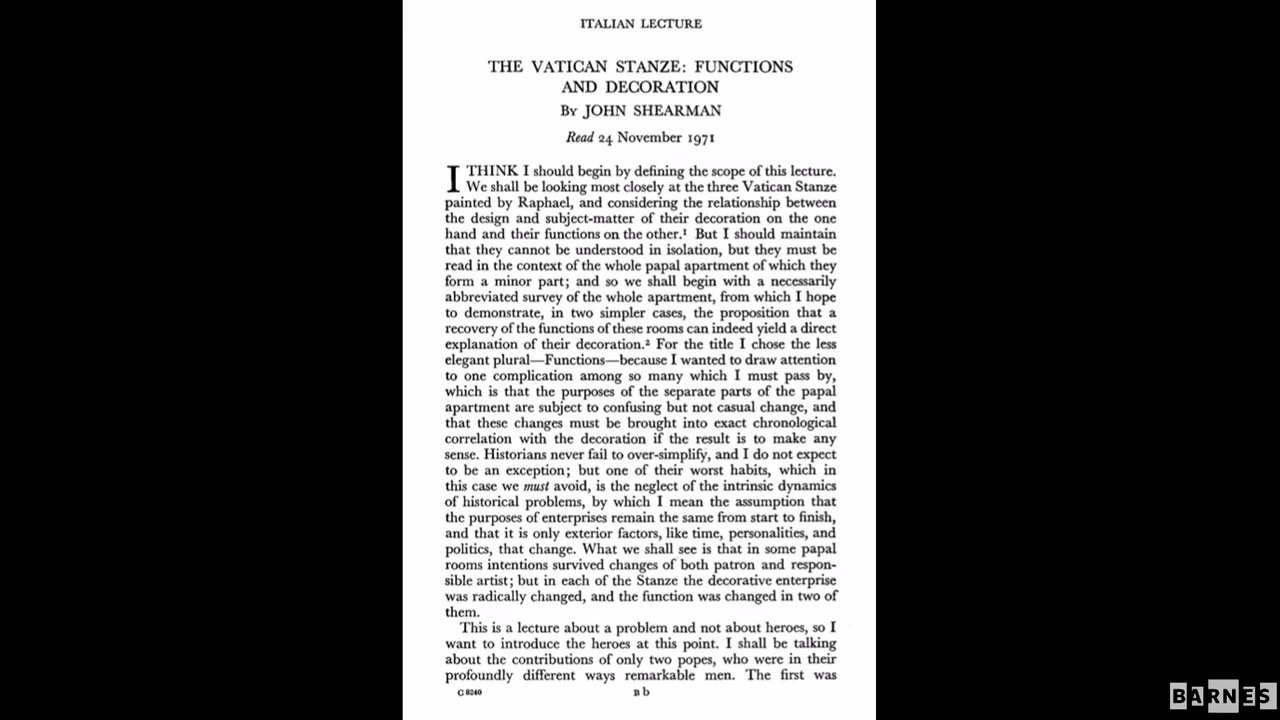 ITALIAN LECTURE
THE VATICAN STANZE: FUNCTIONS
AND DECORATION
By JOHN SHEARMAN
Read 24 November 1971
I THINK I should begin by defining the scope of this lecture.
We shall be looking most closely at the three Vatican Stanze
painted by Raphael, and considering the relationship between
the design and subject-matter of their decoration on the one
hand and their functions on the other.¹ But I should maintain
that they cannot be understood in isolation, but they must be
read in the context of the whole papal apartment of which they
form a minor part; and so we shall begin with a necessarily
abbreviated survey of the whole apartment, from which I hope
to demonstrate, in two simpler cases, the proposition that a
recovery of the functions of these rooms can indeed yield a direct
explanation of their decoration.² For the title I chose the less
elegant plural—Functions—because I wanted to draw attention
to one complication among so many which I must pass by,
which is that the purposes of the separate parts of the papal
apartment are subject to confusing but not casual change, and
that these changes must be brought into exact chronological
correlation with the decoration if the result is to make any
sense. Historians never fail to over-simplify, and I do not expect
to be an exception; but one of their worst habits, which in
this case we must avoid, is the neglect of the intrinsic dynamics
of historical problems, by which I mean the assumption that
the purposes of enterprises remain the same from start to finish,
and that it is only exterior factors, like time, personalities, and
politics, that change. What we shall see is that in some papal
rooms intentions survived changes of both patron and respon-
sible artist; but in each of the Stanze the decorative enterprise
was radically changed, and the function was changed in two of
them.
This is a lecture about a problem and not about heroes, so I
want to introduce the heroes at this point. I shall be talking
about the contributions of only two popes, who were in their
profoundly different ways remarkable men. The first was
C 8240 B b
BARNES